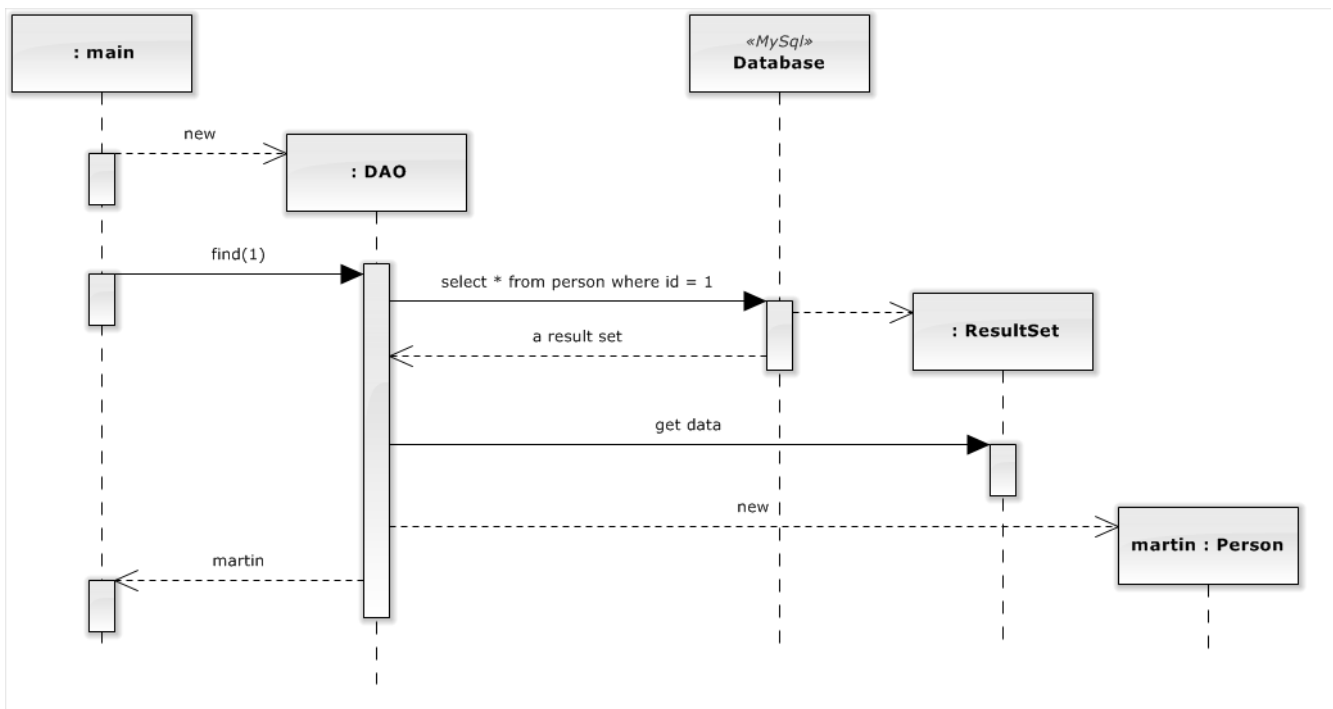 : main
«MySql»
Database
new
: DAO
find(1)
select * from person where id = 1
: ResultSet
a result set
get data
new
martin : Person
martin